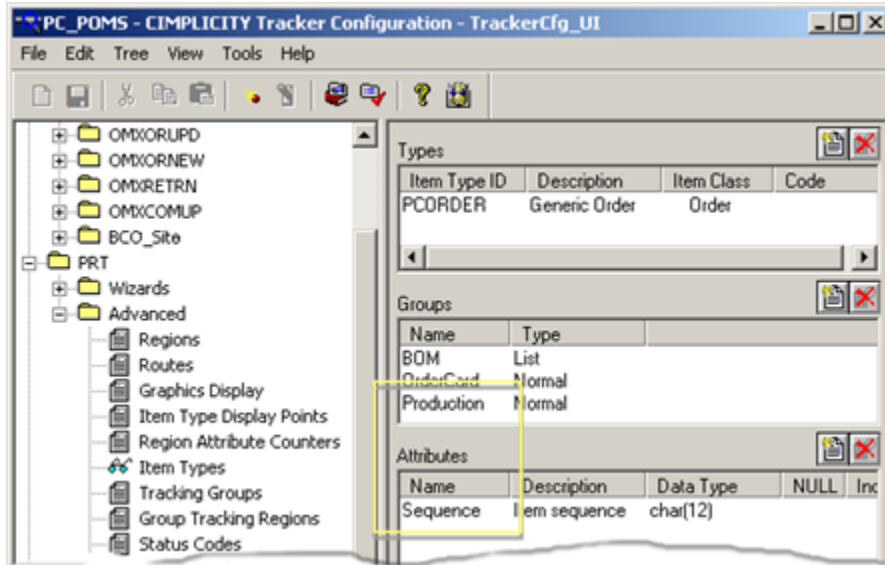 PC_POMS - CIMPLICITY Tracker Configuration - TrackerCfg_UI
File Edit Tree View Tools Help
OMXORUPD
OMXORNEW
OMXRETRN
OMXCOMUP
BCO_Site
PRT
Wizards
Advanced
Regions
Routes
Graphics Display
Item Type Display Points
Region Attribute Counters
Item Types
Tracking Groups
Group Tracking Regions
Status Codes
Types
Item Type ID Description Item Class Code
PCORDER Generic Order Order
Groups
Name Type
BOM List
OrderCard Normal
Production Normal
Attributes
Name Description Data Type NULL Inc
Sequence Item sequence char(12)